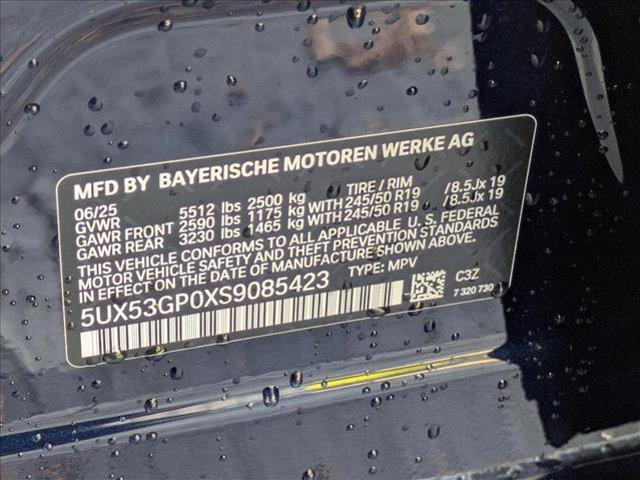 MFD BY BAYERISCHE MOTOREN WERKE AG
06/25 TIRE / RIM
GVWR 5512 lbs 2500 kg
GAWR FRONT 2590 lbs 1175 kg WITH 245/50 R19 /8.5Jx 19
GAWR REAR 3230 lbs 1465 kg WITH 245/50 R19 /8.5Jx 19
THIS VEHICLE CONFORMS TO ALL APPLICABLE U. S. FEDERAL
MOTOR VEHICLE SAFETY AND THEFT PREVENTION STANDARDS
IN EFFECT ON THE DATE OF MANUFACTURE SHOWN ABOVE.
5UX53GP0XS9085423 TYPE: MPV C3Z
7 320 730